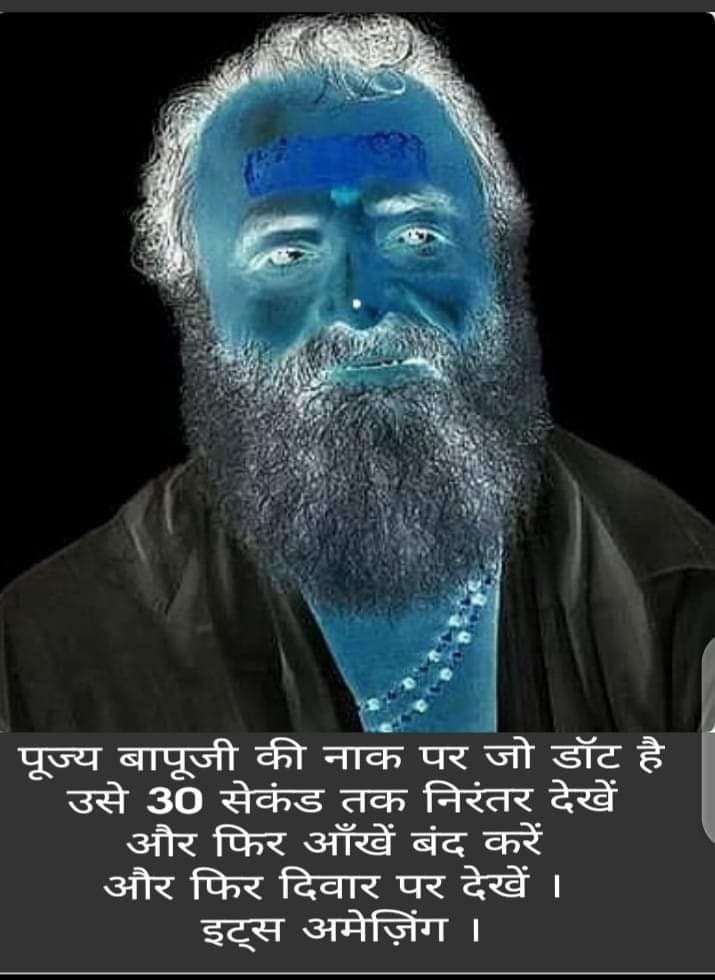 पूज्य बापूजी की नाक पर जो डॉट है
उसे 30 सेकंड तक निरंतर देखें
और फिर आँखें बंद करें
और फिर दिवार पर देखें ।
इट्स अमेज़िंग ।